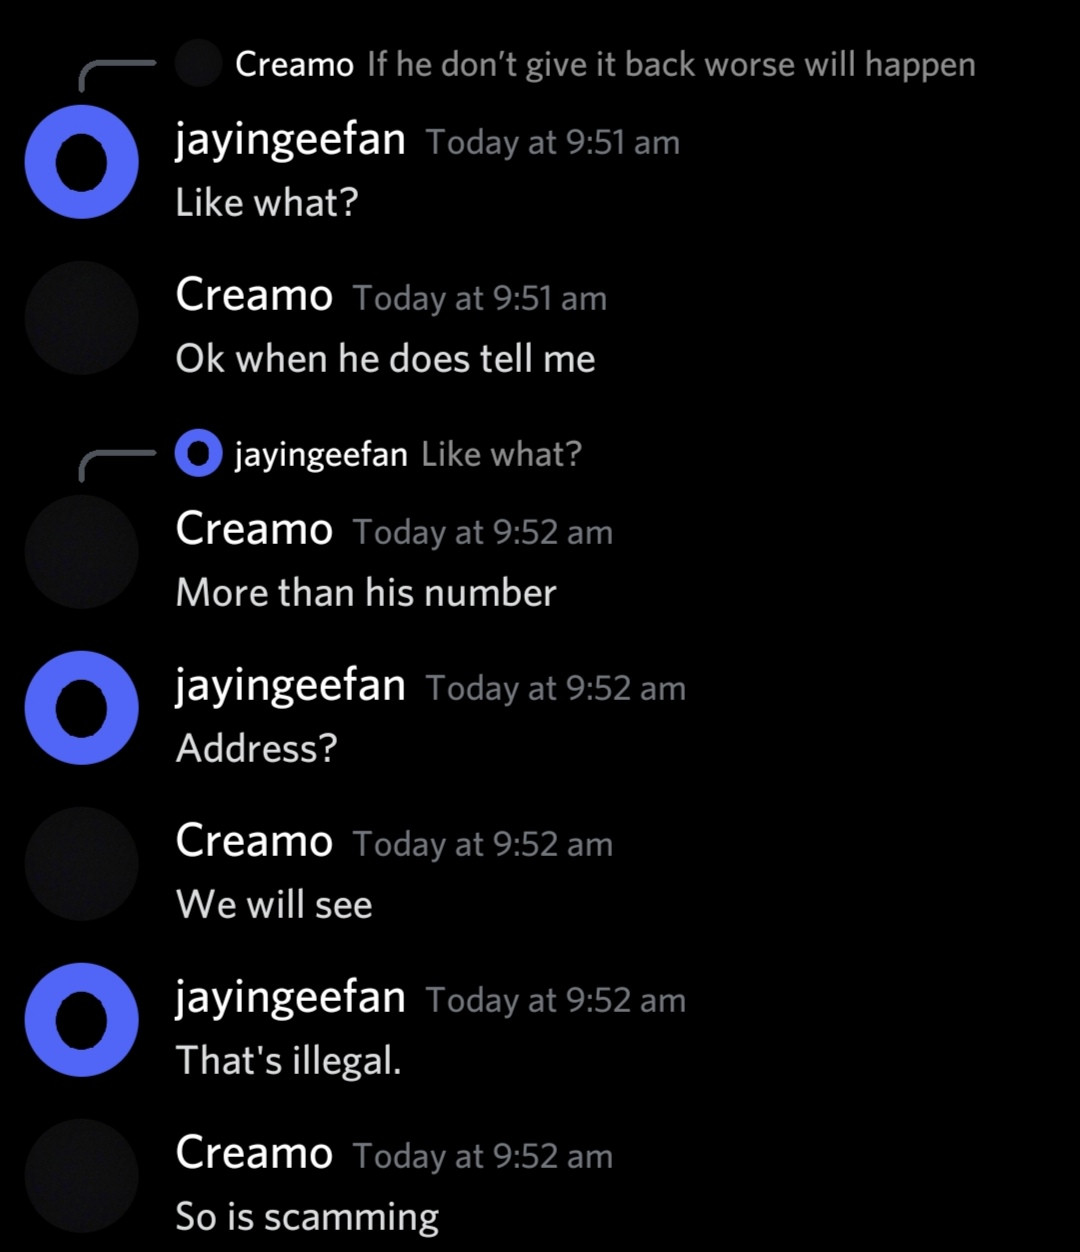 Creamo If he don’t give it back worse will happen
jayingeefan Today at 9:51 am
Like what?
Creamo Today at 9:51 am
Ok when he does tell me
jayingeefan Like what?
Creamo Today at 9:52 am
More than his number
jayingeefan Today at 9:52 am
Address?
Creamo Today at 9:52 am
We will see
jayingeefan Today at 9:52 am
That's illegal.
Creamo Today at 9:52 am
So is scamming